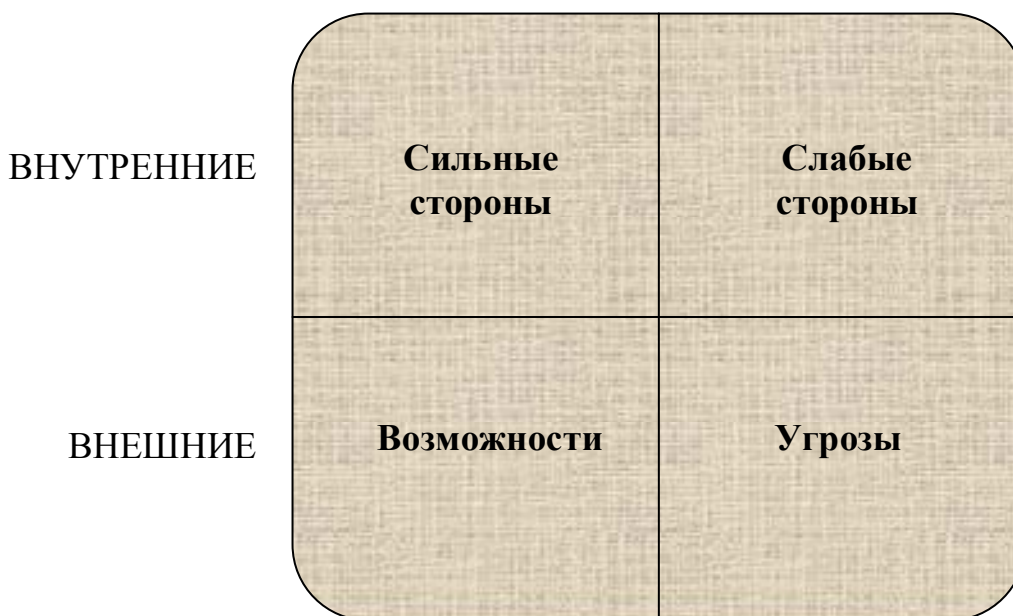 ВНУТРЕННИЕ
Сильные
стороны
Слабые
стороны
ВНЕШНИЕ
Возможности
Угрозы